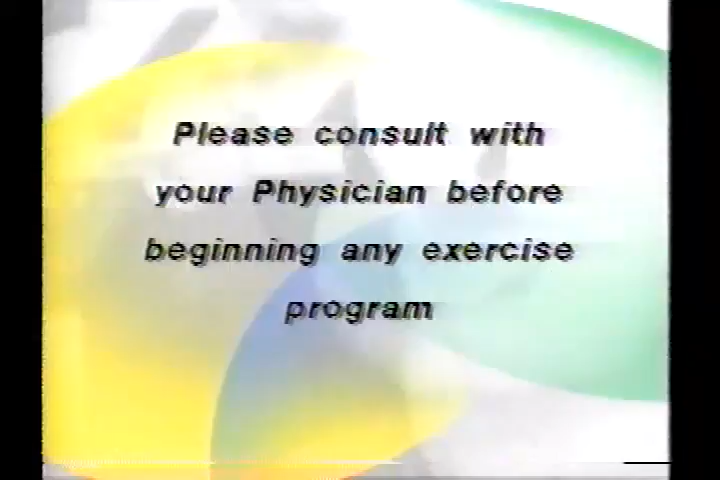 Please consult with
your Physician before
beginning any exercise
program